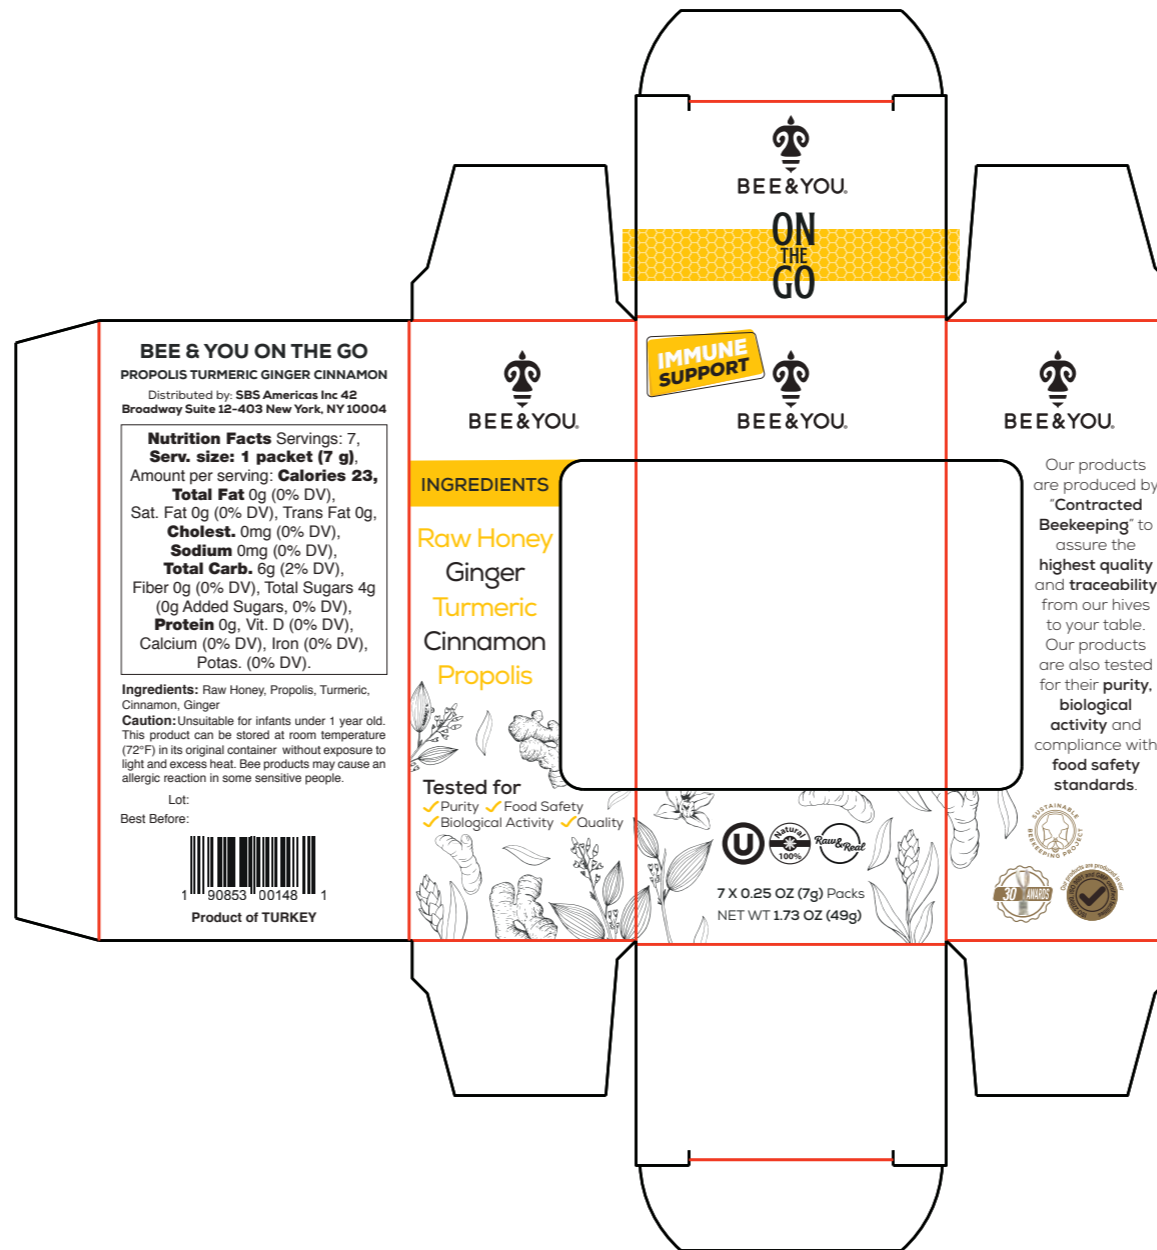 BEE&YOU®
ON
THE
GO
BEE & YOU ON THE GO
PROPOLIS TURMERIC GINGER CINNAMON
Distributed by: SBS Americas Inc 42
Broadway Suite 12-403 New York, NY 10004
Nutrition Facts Servings: 7,
Serv. size: 1 packet (7 g),
Amount per serving: Calories 23,
Total Fat 0g (0% DV),
Sat. Fat 0g (0% DV), Trans Fat 0g,
Cholest. 0mg (0% DV),
Sodium 0mg (0% DV),
Total Carb. 6g (2% DV),
Fiber 0g (0% DV), Total Sugars 4g
(0g Added Sugars, 0% DV),
Protein 0g, Vit. D (0% DV),
Calcium (0% DV), Iron (0% DV),
Potas. (0% DV).
Ingredients: Raw Honey, Propolis, Turmeric,
Cinnamon, Ginger
Caution: Unsuitable for infants under 1 year old.
This product can be stored at room temperature
(72°F) in its original container without exposure to
light and excess heat. Bee products may cause an
allergic reaction in some sensitive people.
Lot:
Best Before:
1 90853 00148 1
Product of TURKEY
BEE&YOU®
INGREDIENTS
Raw Honey
Ginger
Turmeric
Cinnamon
Propolis
Tested for
Purity Food Safety
Biological Activity Quality
IMMUNE
SUPPORT
BEE&YOU®
U
Natural
100%
Raw&Real
7 X 0.25 OZ (7g) Packs
NET WT 1.73 OZ (49g)
BEE&YOU®
Our products
are produced by
"Contracted
Beekeeping" to
assure the
highest quality
and traceability
from our hives
to your table.
Our products
are also tested
for their purity,
biological
activity and
compliance with
food safety
standards.
SUSTAINABLE
BEEKEEPING PROJECT
30 AWARDS
Our products are produced in our